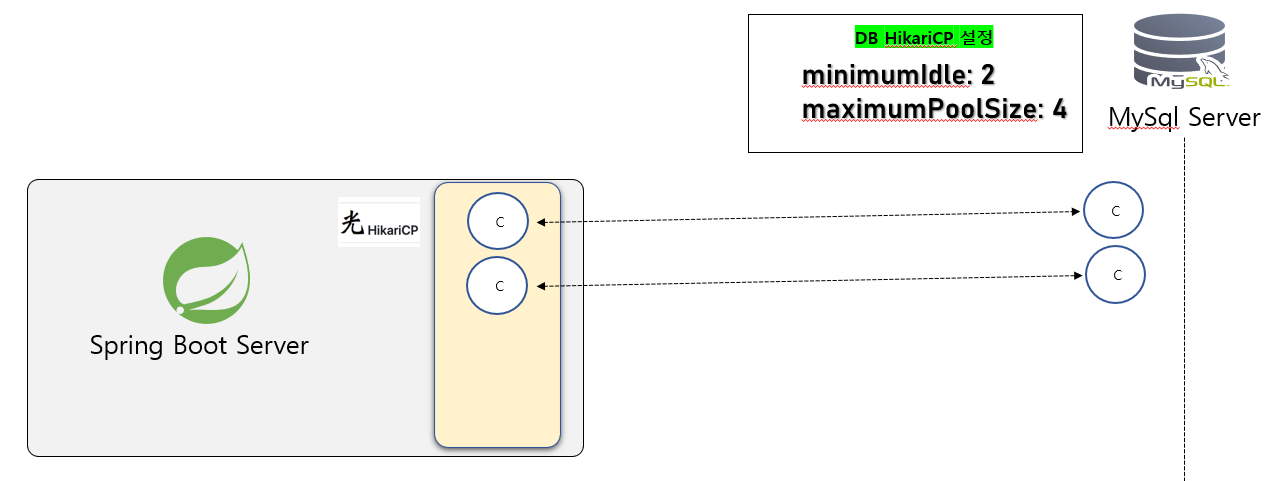 DB HikariCP 설정
minimumIdle: 2
maximumPoolSize: 4
MySQL
MySql Server
光 HikariCP
C
C
C
C
Spring Boot Server